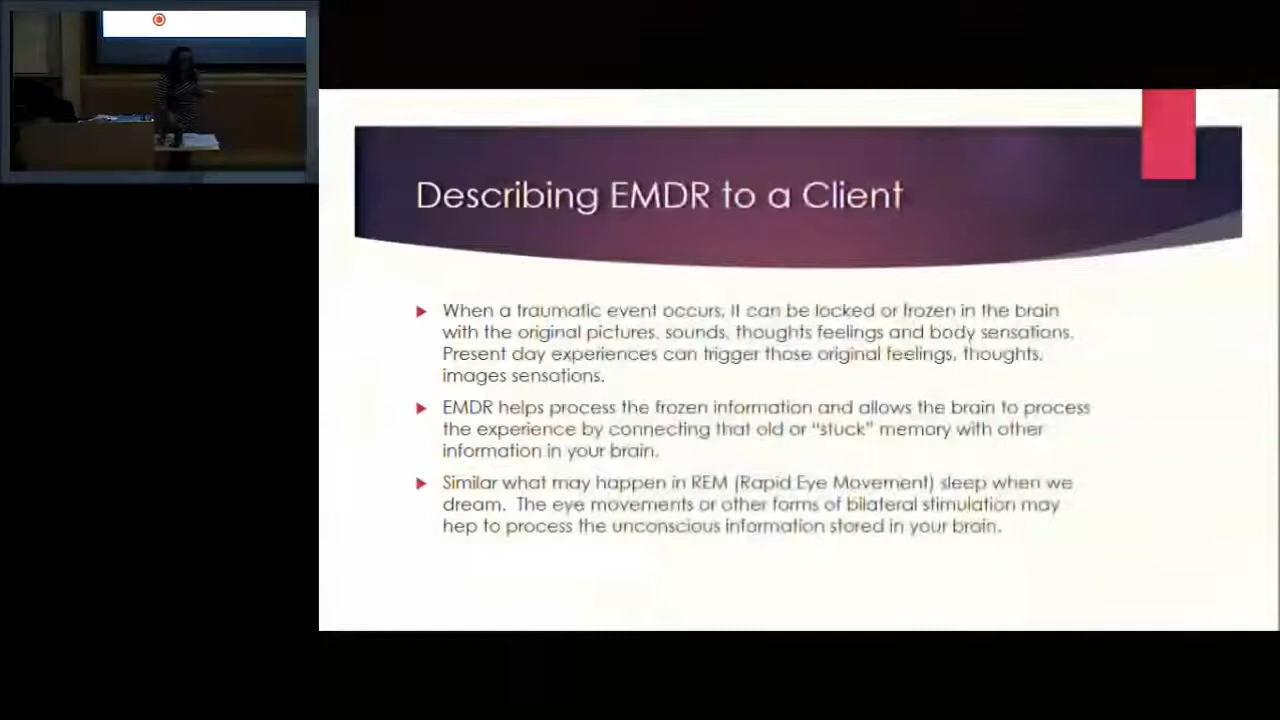 Describing EMDR to a Client
When a traumatic event occurs, it can be locked or frozen in the brain
with the original pictures, sounds, thoughts feelings and body sensations.
Present day experiences can trigger those original feelings, thoughts,
images sensations.
EMDR helps process the frozen information and allows the brain to process
the experience by connecting that old or "stuck" memory with other
information in your brain.
Similar what may happen in REM (Rapid Eye Movement) sleep when we
dream. The eye movements or other forms of bilateral stimulation may
hep to process the unconscious information stored in your brain.